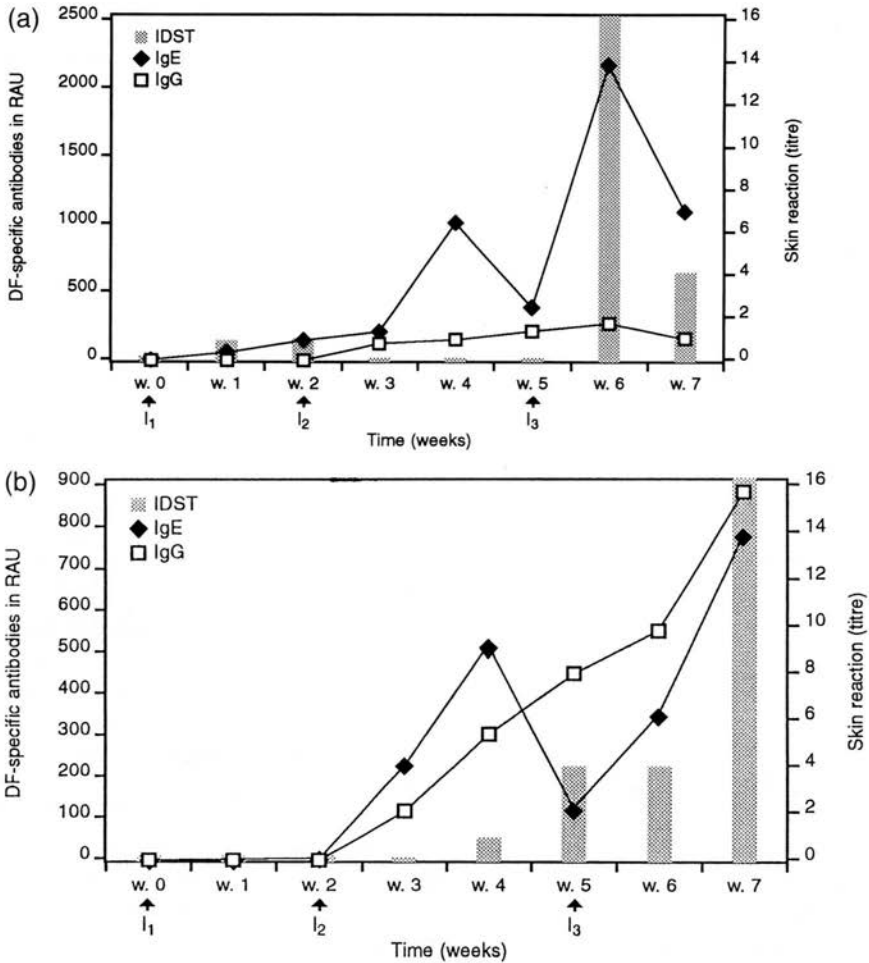 (a)
IDST
IgE
IgG
DF-specific antibodies in RAU
2500
2000
1500
1000
500
0
16
14
12
10
8
6
4
2
0
Skin reaction (titre)
w. 0 w. 1 w. 2 w. 3 w. 4 w. 5 w. 6 w. 7
I1 I2 I3
Time (weeks)
(b)
IDST
IgE
IgG
DF-specific antibodies in RAU
900
800
700
600
500
400
300
200
100
0
16
14
12
10
8
6
4
2
0
Skin reaction (titre)
w. 0 w. 1 w. 2 w. 3 w. 4 w. 5 w. 6 w. 7
I1 I2 I3
Time (weeks)